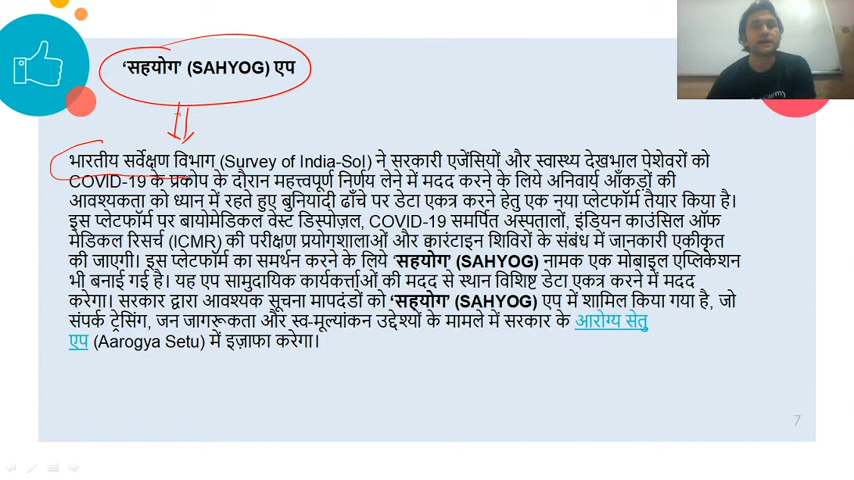 ‘सहयोग’ (SAHYOG) एप
भारतीय सर्वेक्षण विभाग (Survey of India-SoI) ने सरकारी एजेंसियों और स्वास्थ्य देखभाल पेशेवरों को
COVID-19 के प्रकोप के दौरान महत्त्वपूर्ण निर्णय लेने में मदद करने के लिये अनिवार्य आँकड़ों की
आवश्यकता को ध्यान में रहते हुए बुनियादी ढाँचे पर डेटा एकत्र करने हेतु एक नया प्लेटफॉर्म तैयार किया है।
इस प्लेटफॉर्म पर बायोमेडिकल वेस्ट डिस्पोज़ल, COVID-19 समर्पित अस्पतालों, इंडियन काउंसिल ऑफ
मेडिकल रिसर्च (ICMR) की परीक्षण प्रयोगशालाओं और क्वारंटाइन शिविरों के संबंध में जानकारी एकीकृत
की जाएगी। इस प्लेटफॉर्म का समर्थन करने के लिये ‘सहयोग’ (SAHYOG) नामक एक मोबाइल एप्लिकेशन
भी बनाई गई है। यह एप सामुदायिक कार्यकर्त्ताओं की मदद से स्थान विशिष्ट डेटा एकत्र करने में मदद
करेगा। सरकार द्वारा आवश्यक सूचना मापदंडों को ‘सहयोग’ (SAHYOG) एप में शामिल किया गया है, जो
संपर्क ट्रेसिंग, जन जागरूकता और स्व-मूल्यांकन उद्देश्यों के मामले में सरकार के आरोग्य सेतु
एप (Aarogya Setu) में इज़ाफा करेगा।
7